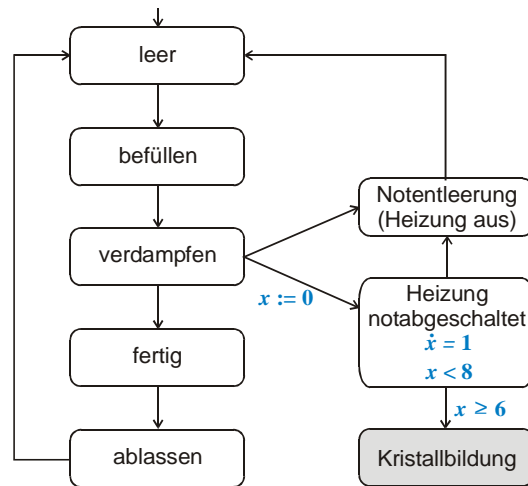 leer
befüllen
verdampfen
fertig
ablassen
Notentleerung
(Heizung aus)
x := 0
Heizung
notabgeschaltet
ẋ = 1
x < 8
x ≥ 6
Kristallbildung